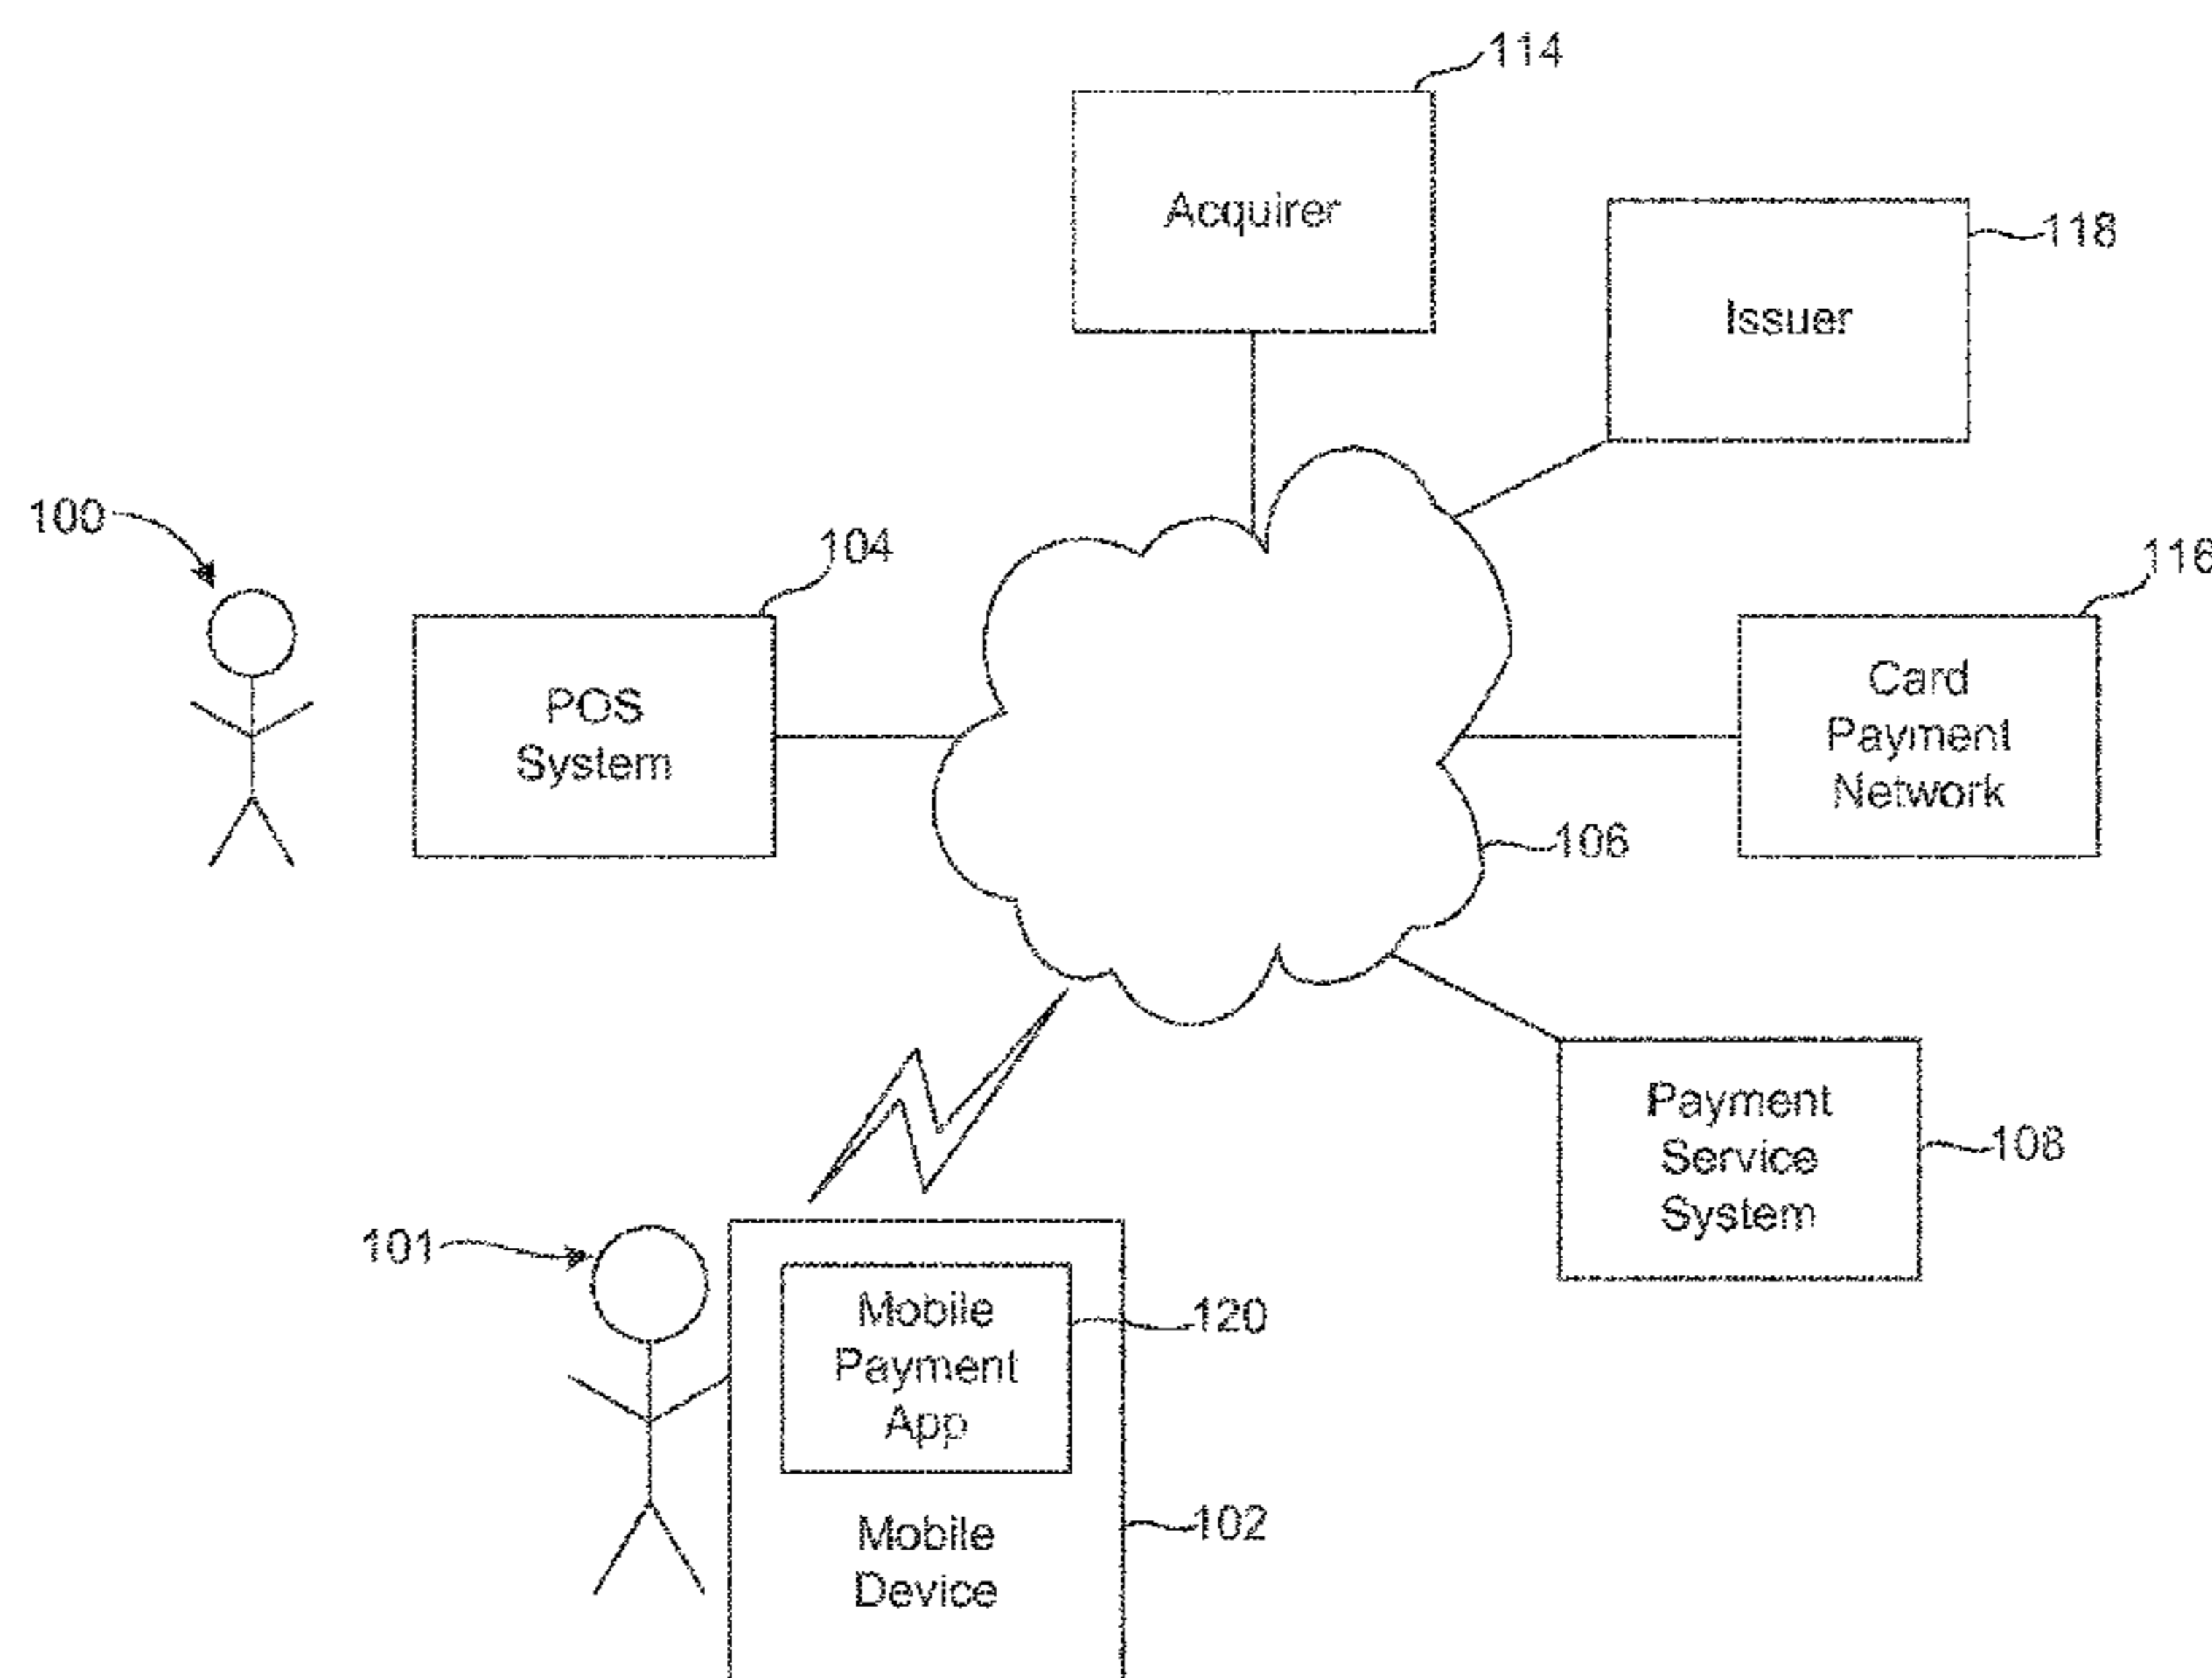 114
Acquirer
118
Issuer
100
104
POS
System
116
Card
Payment
Network
106
Payment
Service
System
108
101
Mobile
Payment
App
120
Mobile
Device
102